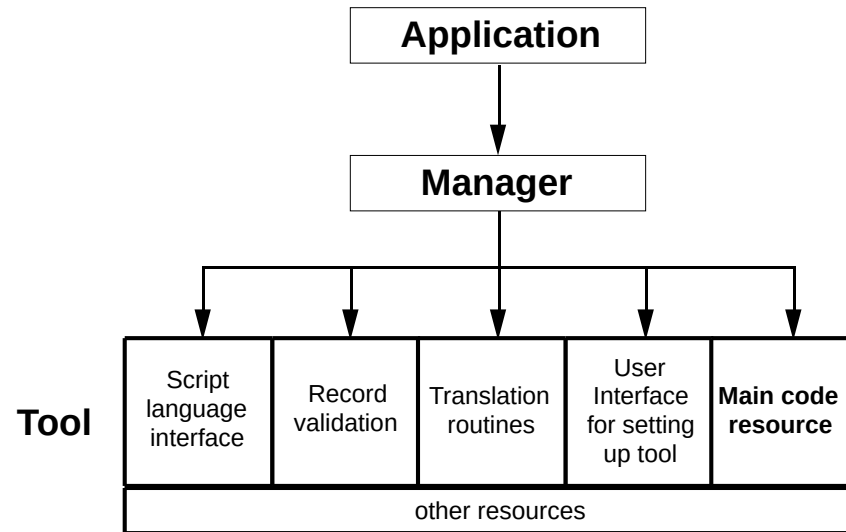 Application
Manager
Tool
Script
language
interface
Record
validation
Translation
routines
User
Interface
for setting
up tool
Main code
resource
other resources